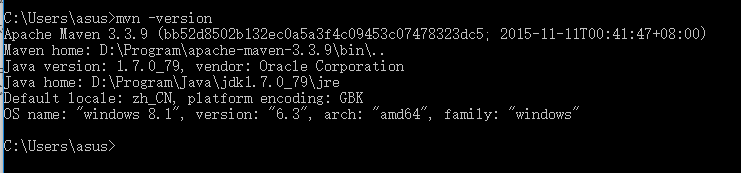 C:\Users\asus>mvn -version
Apache Maven 3.3.9 (bb52d8502b132ec0a5a3f4c09453c07478323dc5; 2015-11-11T00:41:47+08:00)
Maven home: D:\Program\apache-maven-3.3.9\bin\..
Java version: 1.7.0_79, vendor: Oracle Corporation
Java home: D:\Program\Java\jdk1.7.0_79\jre
Default locale: zh_CN, platform encoding: GBK
OS name: "windows 8.1", version: "6.3", arch: "amd64", family: "windows"
C:\Users\asus>